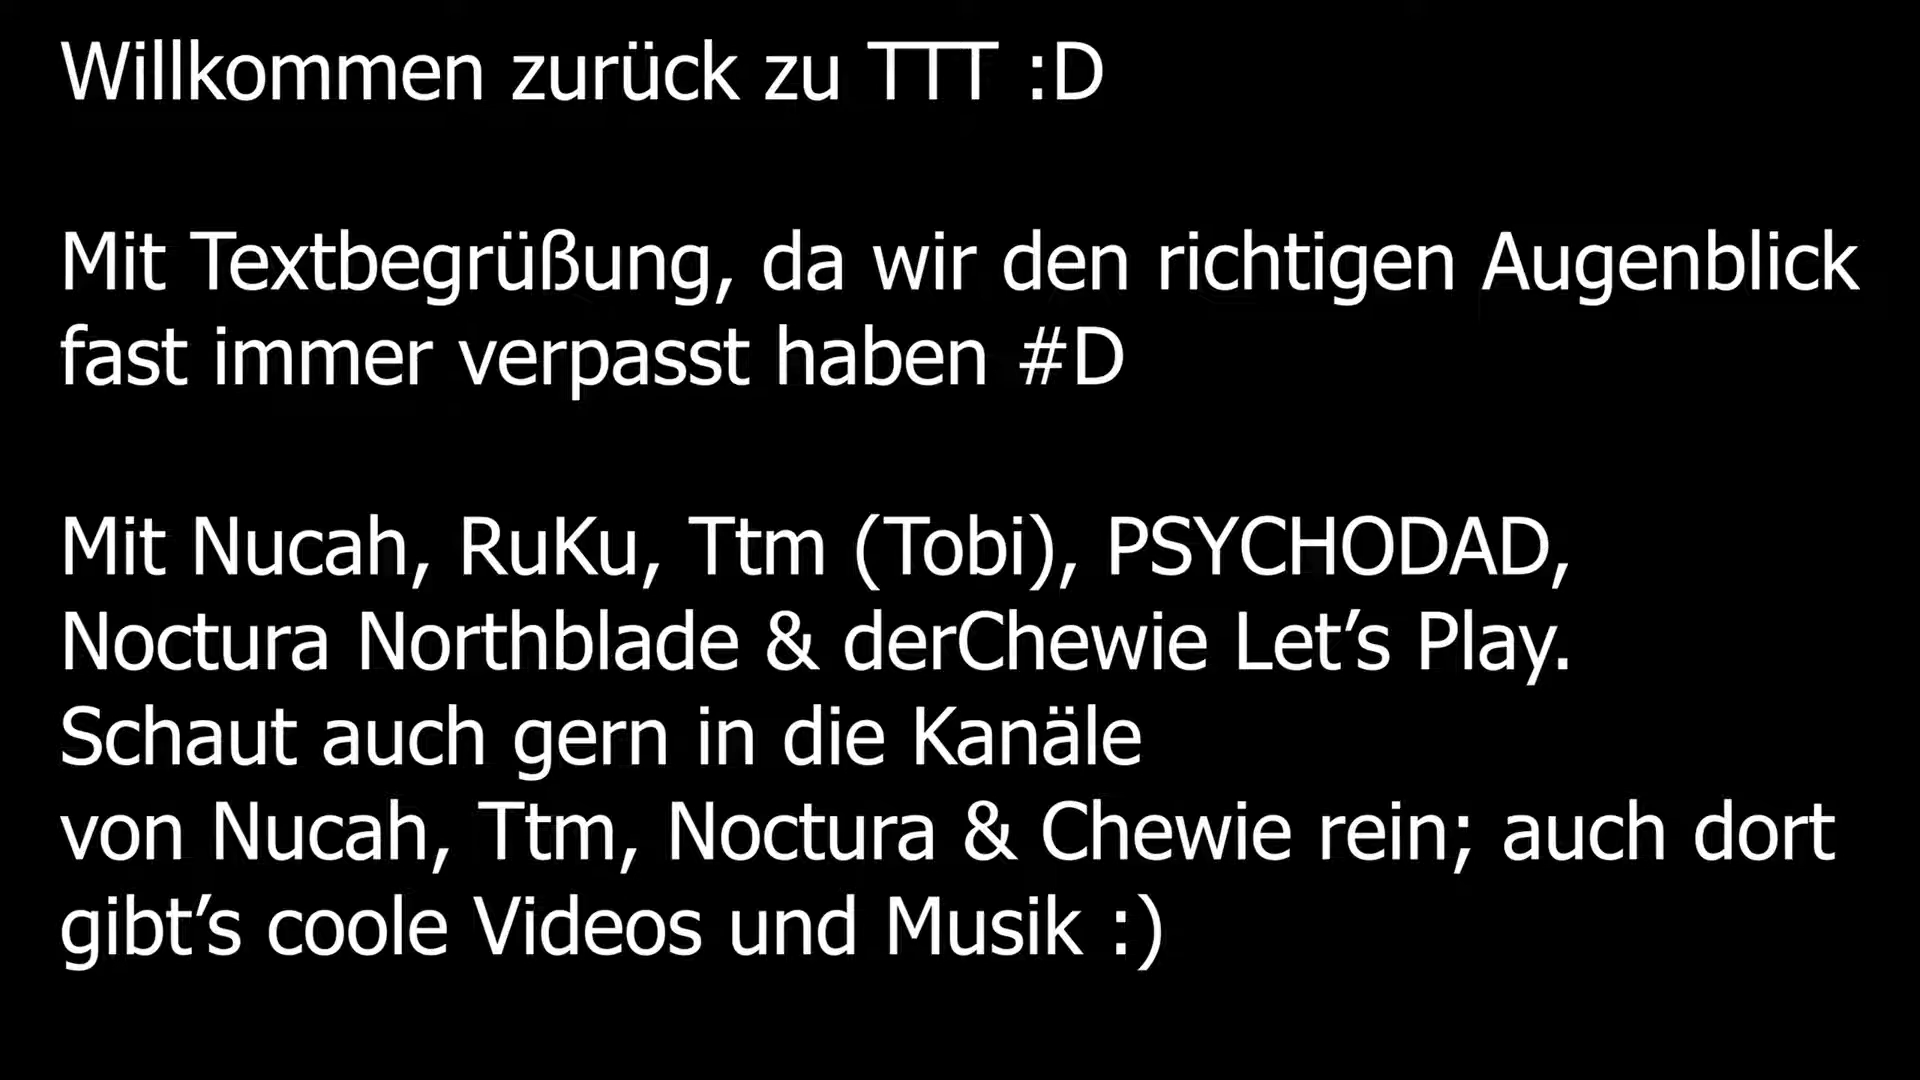 Willkommen zurück zu TTT :D
Mit Textbegrüßung, da wir den richtigen Augenblick
fast immer verpasst haben #D
Mit Nucah, RuKu, Ttm (Tobi), PSYCHODAD,
Noctura Northblade & derChewie Let’s Play.
Schaut auch gern in die Kanäle
von Nucah, Ttm, Noctura & Chewie rein; auch dort
gibt’s coole Videos und Musik :)